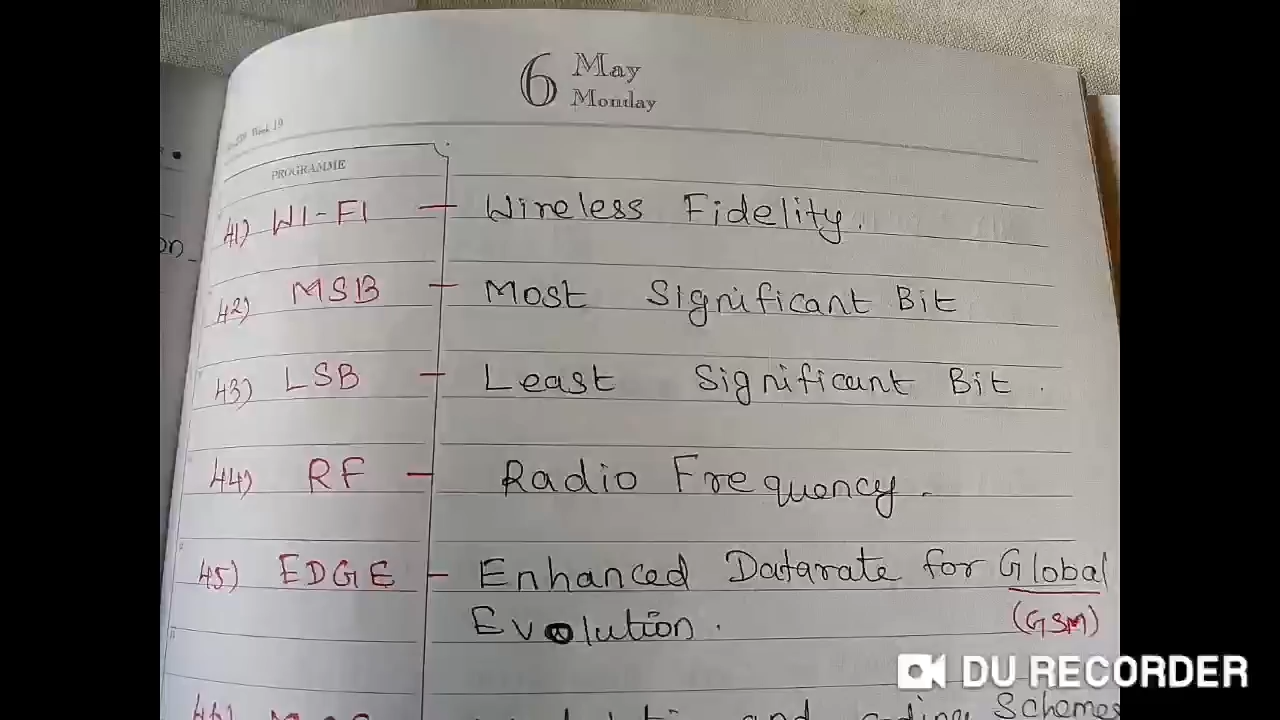 6 May
Monday
PROGRAMME
41) WI-FI — Wireless Fidelity.
42) MSB — Most Significant Bit
43) LSB — Least Significant Bit.
44) RF — Radio Frequency.
45) EDGE — Enhanced Datarate for Global
Evolution. (GSM)
and Schemes
DU RECORDER